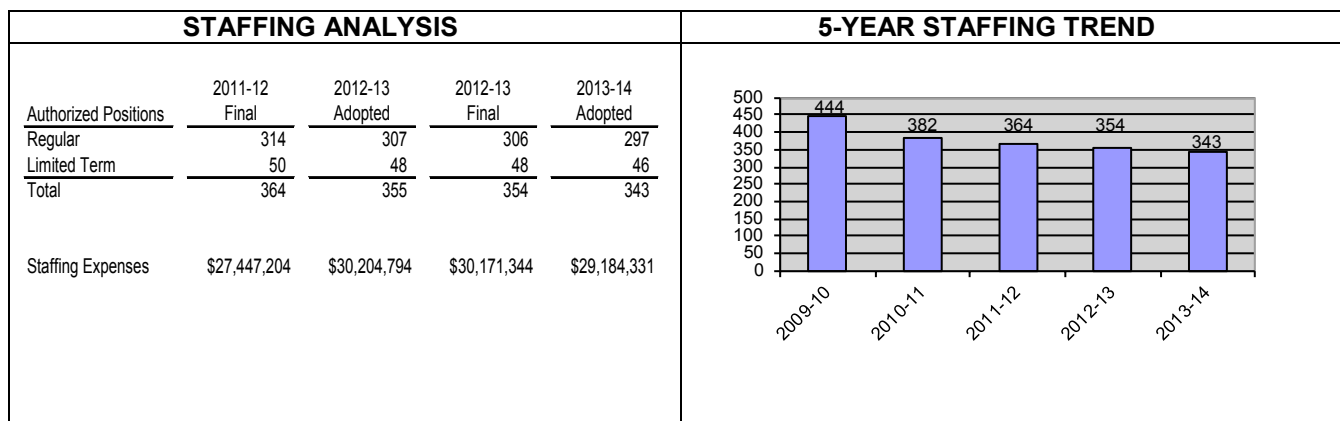 STAFFING ANALYSIS
2011-12 2012-13 2012-13 2013-14
Authorized Positions Final Adopted Final Adopted
Regular 314 307 306 297
Limited Term 50 48 48 46
Total 364 355 354 343
Staffing Expenses $27,447,204 $30,204,794 $30,171,344 $29,184,331
5-YEAR STAFFING TREND
500
450
400
350
300
250
200
150
100
50
0
444 382 364 354 343
2009-10 2010-11 2011-12 2012-13 2013-14